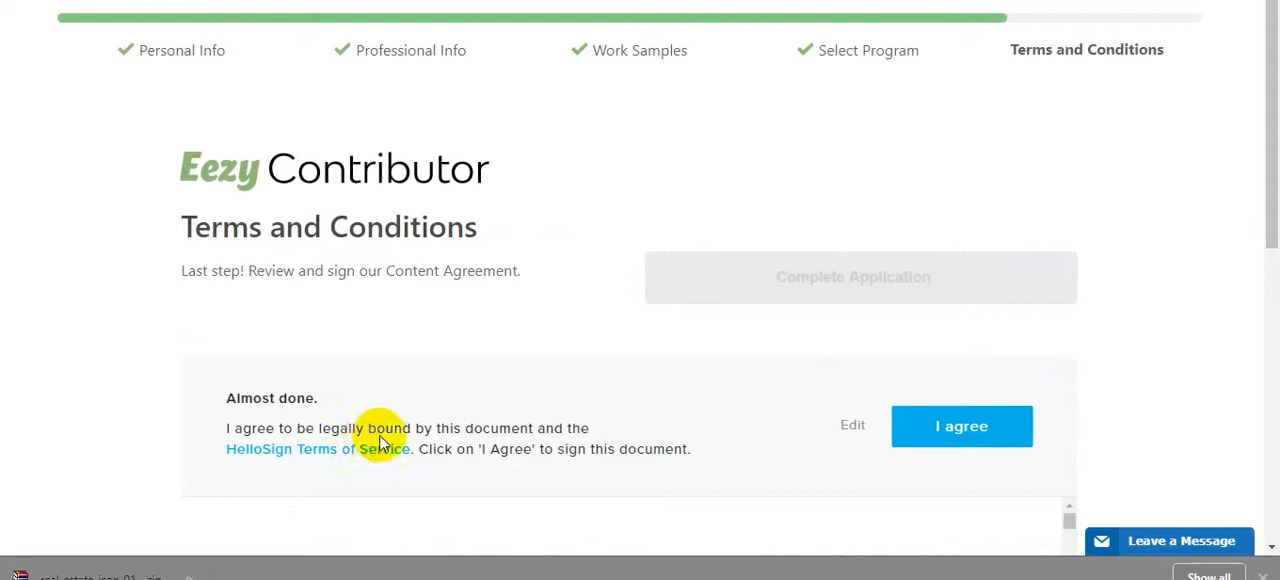 Personal Info Professional Info Work Samples Select Program Terms and Conditions
Eezy Contributor
Terms and Conditions
Last step! Review and sign our Content Agreement.
Complete Application
Almost done.
I agree to be legally bound by this document and the
HelloSign Terms of Service. Click on 'I Agree' to sign this document.
Edit
I agree
Leave a Message
Show all